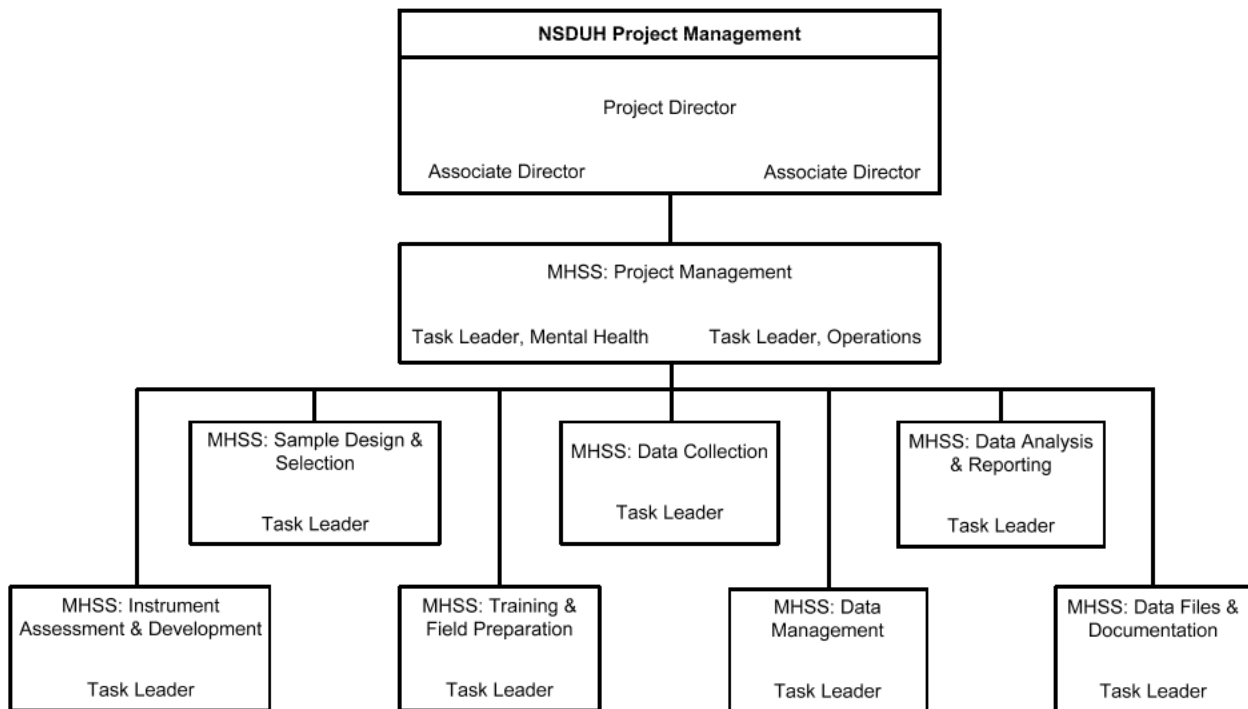 NSDUH Project Management
Project Director
Associate Director
Associate Director
MHSS: Project Management
Task Leader, Mental Health
Task Leader, Operations
MHSS: Sample Design &
Selection
Task Leader
MHSS: Data Collection
Task Leader
MHSS: Data Analysis
& Reporting
Task Leader
MHSS: Instrument
Assessment & Development
Task Leader
MHSS: Training &
Field Preparation
Task Leader
MHSS: Data
Management
Task Leader
MHSS: Data Files &
Documentation
Task Leader